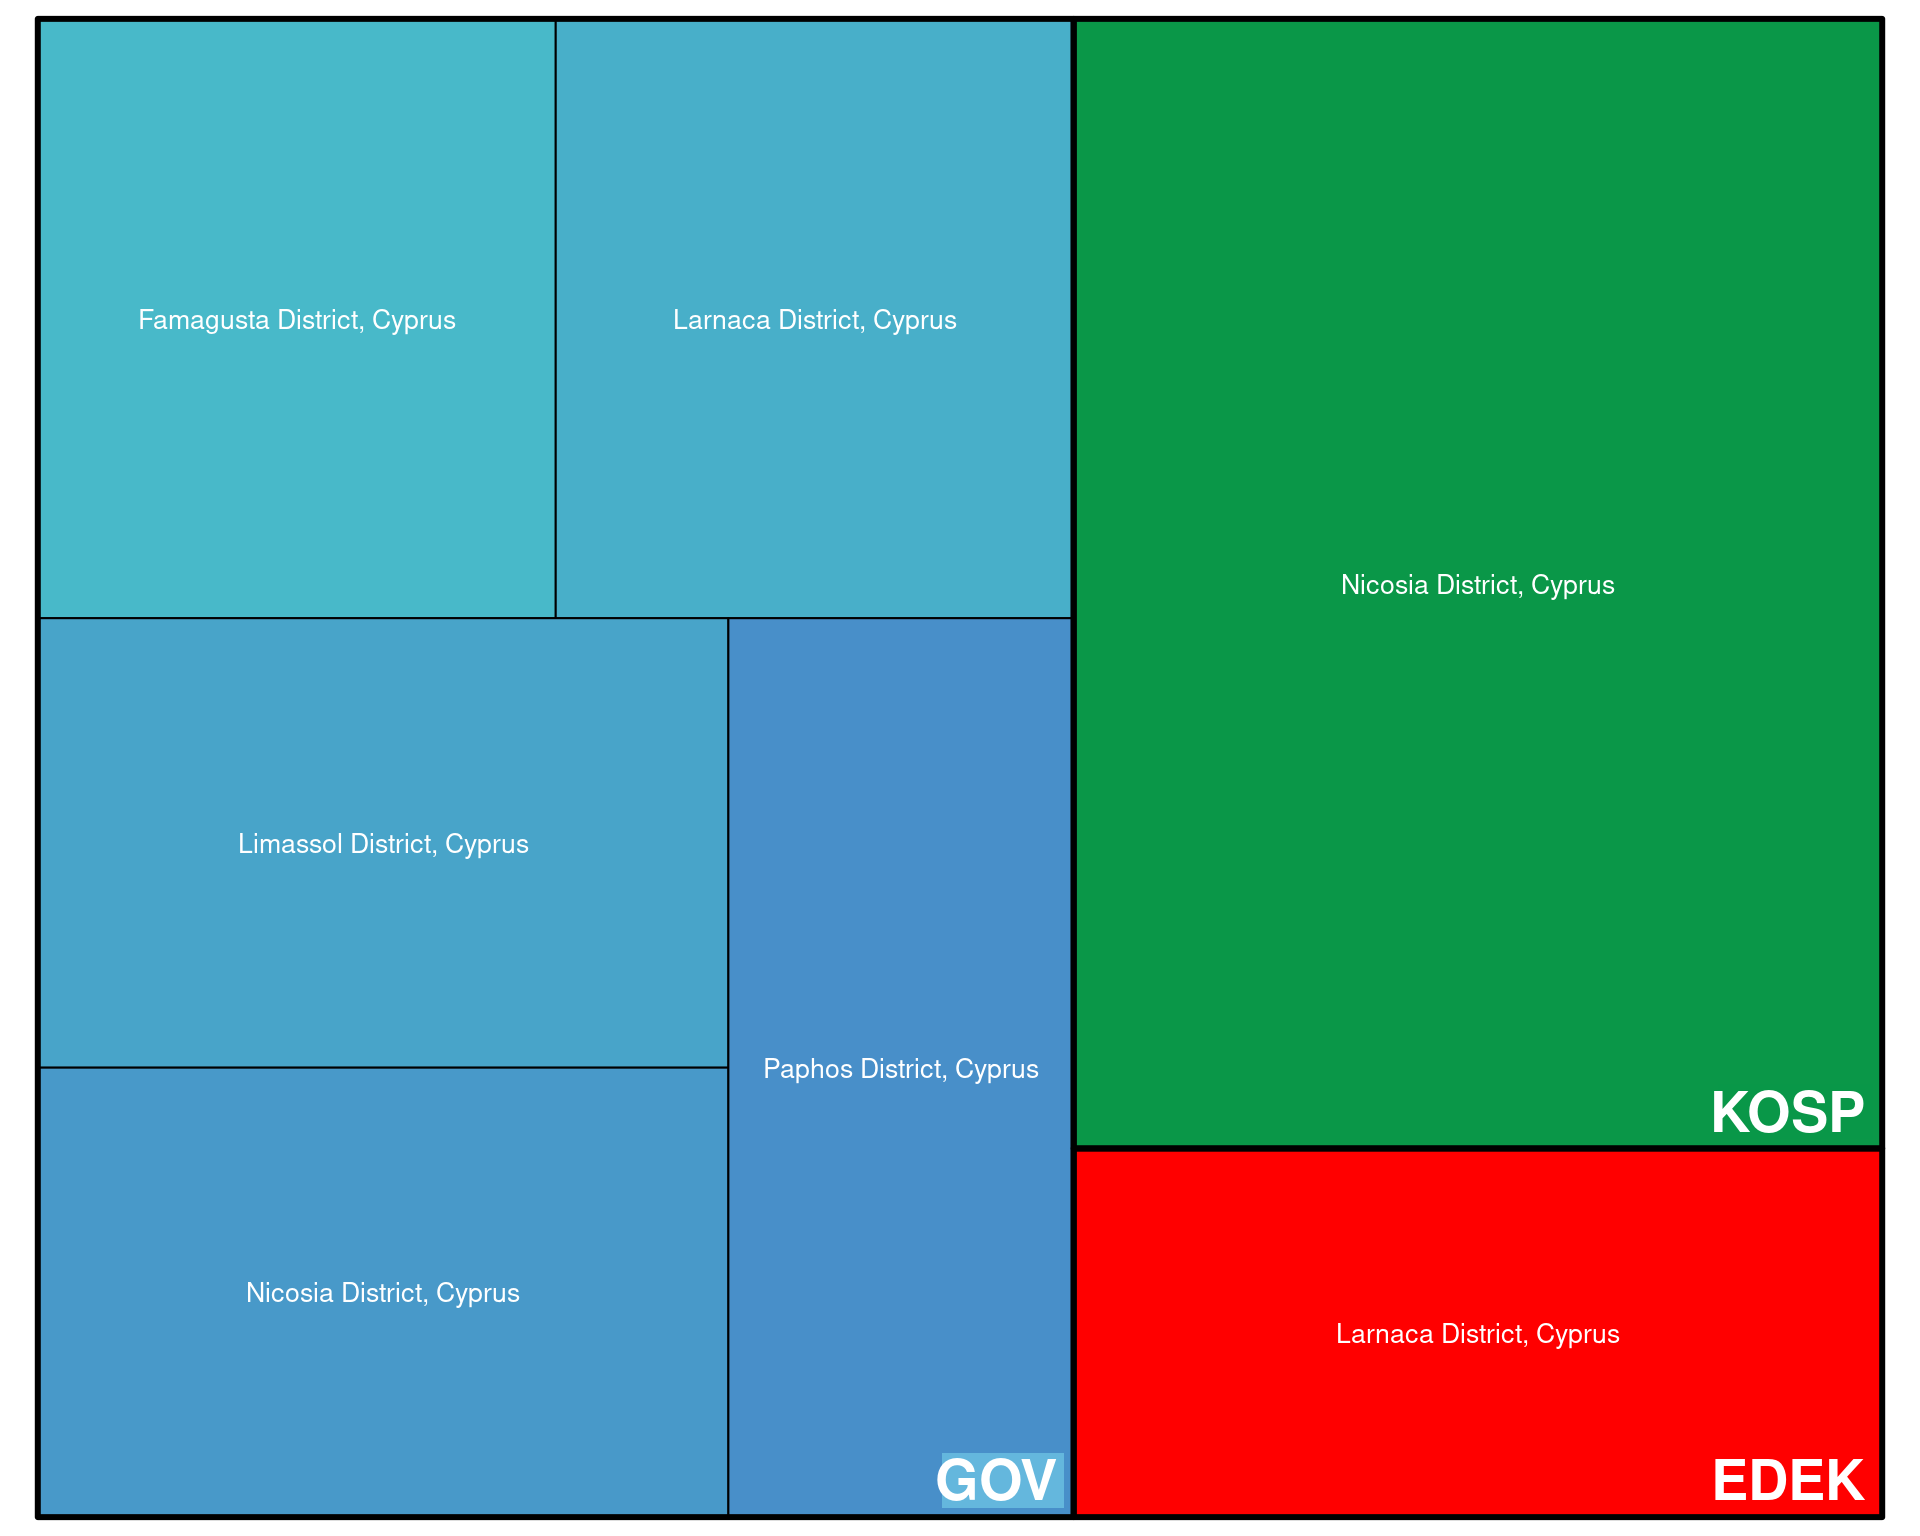 Famagusta District, Cyprus
Larnaca District, Cyprus
Limassol District, Cyprus
Nicosia District, Cyprus
Paphos District, Cyprus
GOV
Nicosia District, Cyprus
KOSP
Larnaca District, Cyprus
EDEK